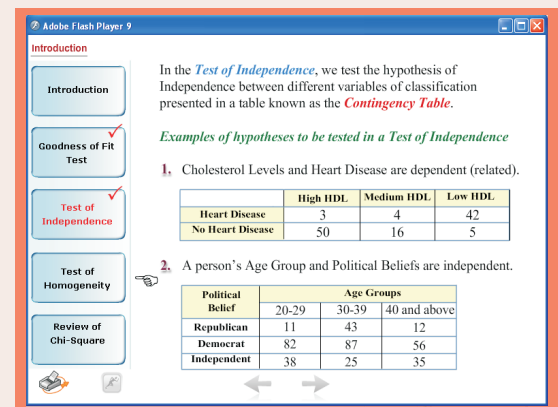 Adobe Flash Player 9
Introduction
Introduction
Goodness of Fit
Test
Test of
Independence
Test of
Homogeneity
Review of
Chi-Square
In the Test of Independence, we test the hypothesis of
Independence between different variables of classification
presented in a table known as the Contingency Table.
Examples of hypotheses to be tested in a Test of Independence
1. Cholesterol Levels and Heart Disease are dependent (related).
High HDL Medium HDL Low HDL
Heart Disease 3 4 42
No Heart Disease 50 16 5
2. A person's Age Group and Political Beliefs are independent.
Political Belief Age Groups
20-29 30-39 40 and above
Republican 11 43 12
Democrat 82 87 56
Independent 38 25 35